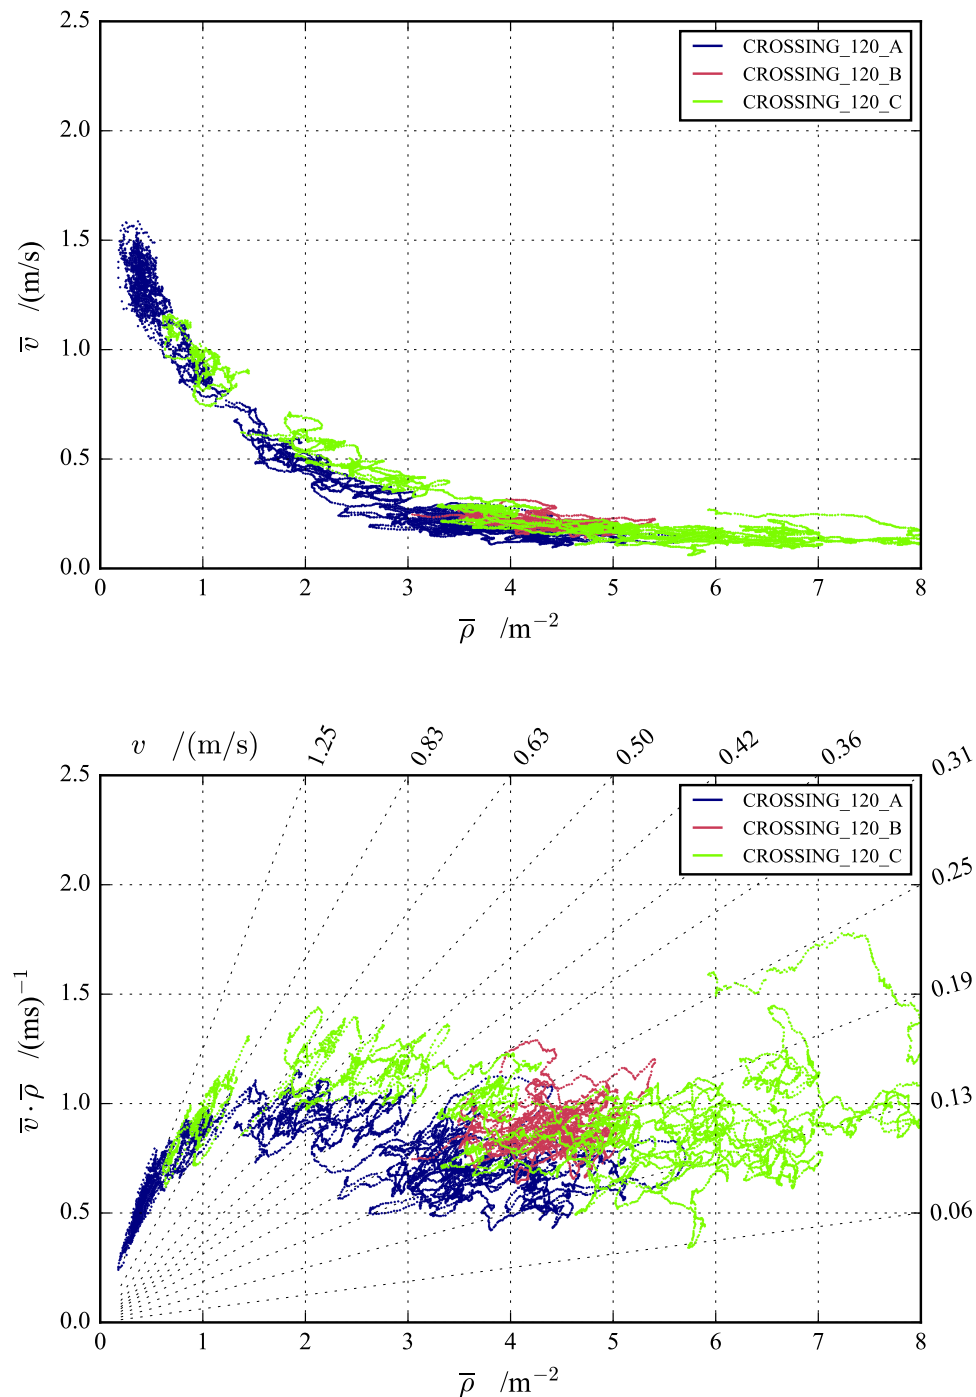 2.5
2.0
1.5
1.0
0.5
0.0
v̅ /(m/s)
CROSSING_120_A
CROSSING_120_B
CROSSING_120_C
0 1 2 3 4 5 6 7 8
ρ̅ /m⁻²
v /(m/s) 1.25 0.83 0.63 0.50 0.42 0.36 0.31
0.25
0.19
0.13
0.06
2.5
2.0
1.5
1.0
0.5
0.0
v̅ · ρ̅ /(ms)⁻¹
CROSSING_120_A
CROSSING_120_B
CROSSING_120_C
0 1 2 3 4 5 6 7 8
ρ̅ /m⁻²